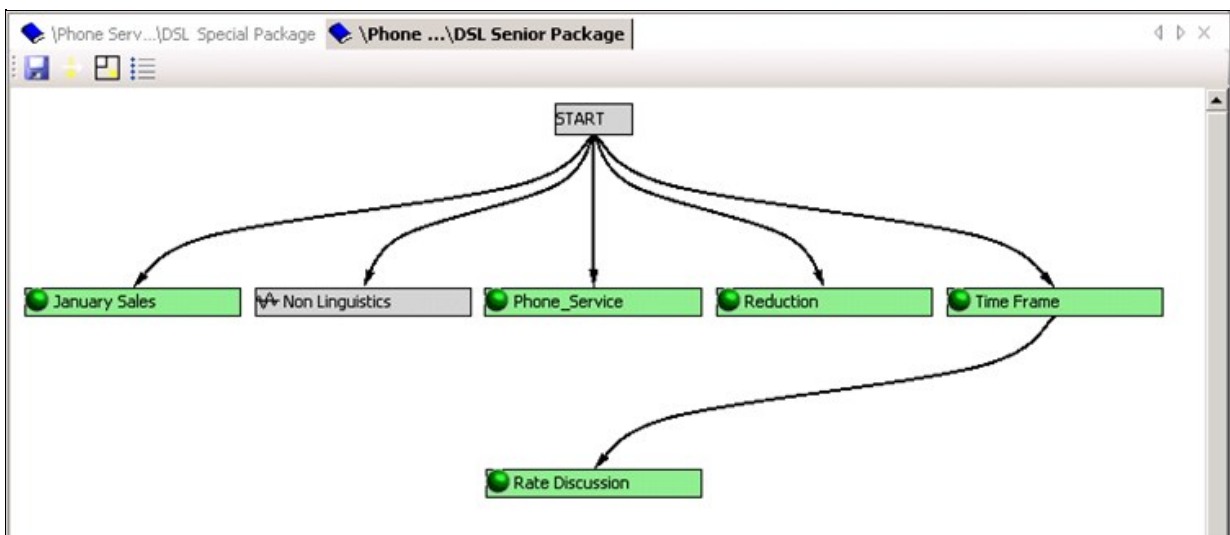 \Phone Serv...\DSL Special Package \Phone ...\DSL Senior Package
START
January Sales
Non Linguistics
Phone_Service
Reduction
Time Frame
Rate Discussion